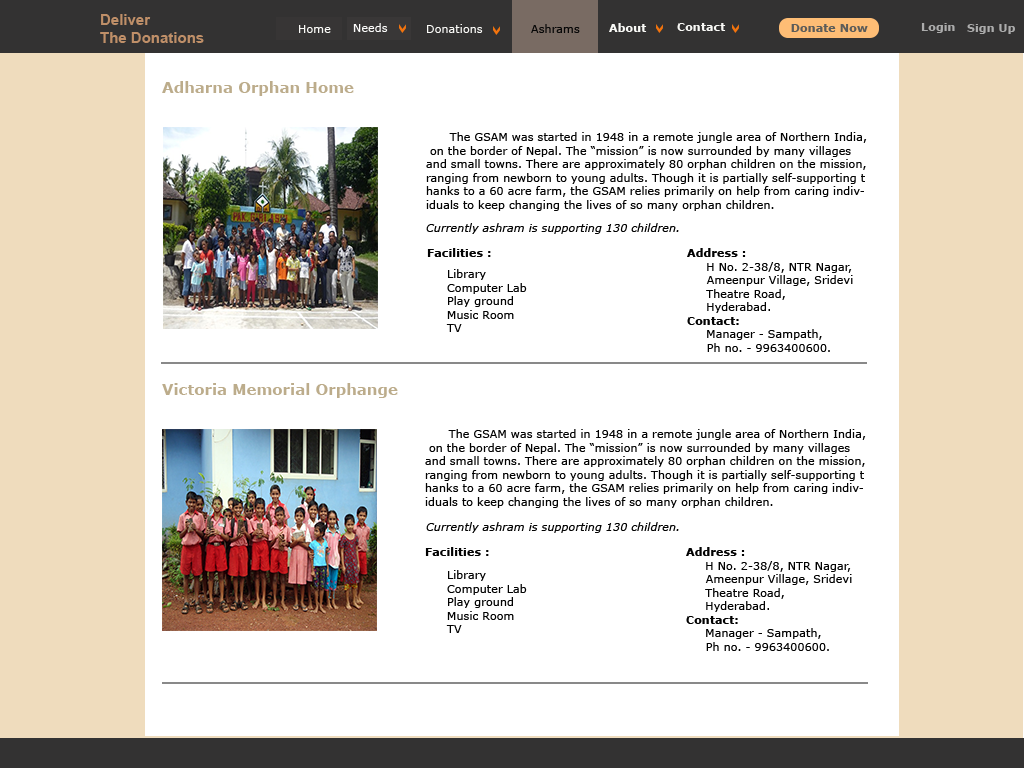 Deliver
The Donations
Home
Needs
Donations
Ashrams
About
Contact
Donate Now
Login
Sign Up
Adharna Orphan Home
The GSAM was started in 1948 in a remote jungle area of Northern India,
on the border of Nepal. The “mission” is now surrounded by many villages
and small towns. There are approximately 80 orphan children on the mission,
ranging from newborn to young adults. Though it is partially self-supporting t
hanks to a 60 acre farm, the GSAM relies primarily on help from caring indiv-
iduals to keep changing the lives of so many orphan children.
Currently ashram is supporting 130 children.
Facilities :
Library
Computer Lab
Play ground
Music Room
TV
Address :
H No. 2-38/8, NTR Nagar,
Ameenpur Village, Sridevi
Theatre Road,
Hyderabad.
Contact:
Manager - Sampath,
Ph no. - 9963400600.
Victoria Memorial Orphange
The GSAM was started in 1948 in a remote jungle area of Northern India,
on the border of Nepal. The “mission” is now surrounded by many villages
and small towns. There are approximately 80 orphan children on the mission,
ranging from newborn to young adults. Though it is partially self-supporting t
hanks to a 60 acre farm, the GSAM relies primarily on help from caring indiv-
iduals to keep changing the lives of so many orphan children.
Currently ashram is supporting 130 children.
Facilities :
Library
Computer Lab
Play ground
Music Room
TV
Address :
H No. 2-38/8, NTR Nagar,
Ameenpur Village, Sridevi
Theatre Road,
Hyderabad.
Contact:
Manager - Sampath,
Ph no. - 9963400600.